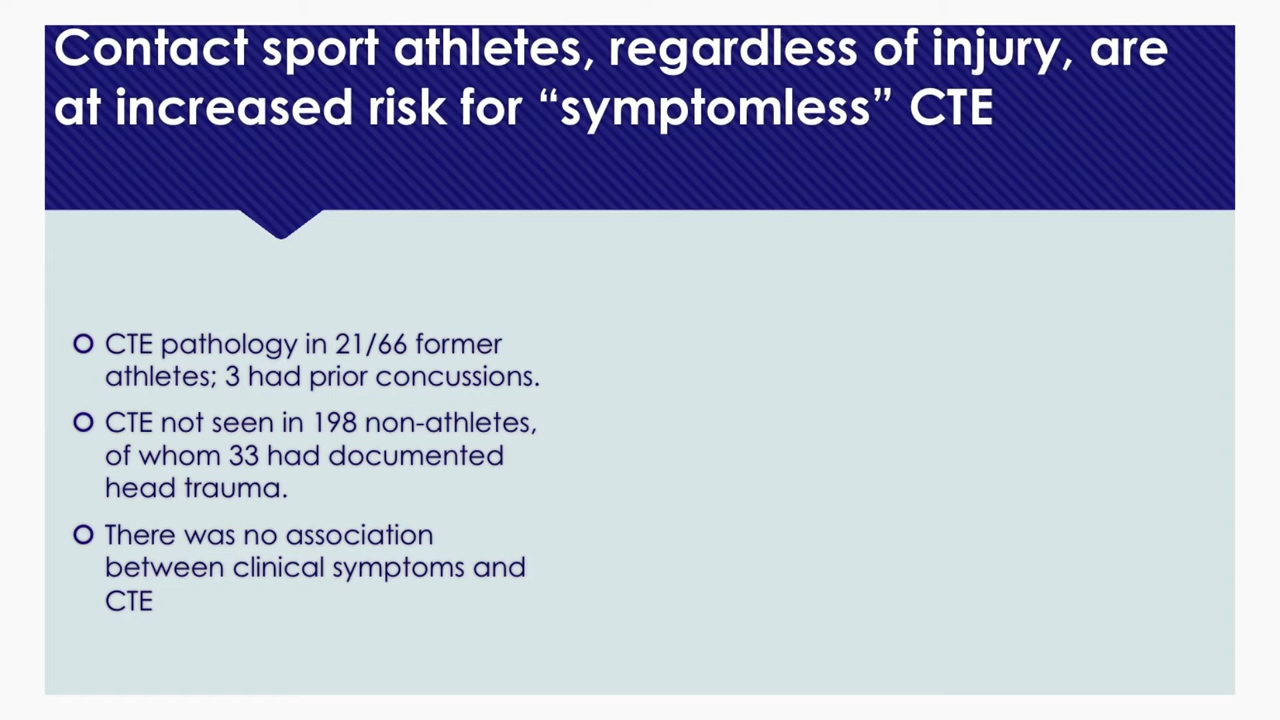 Contact sport athletes, regardless of injury, are
at increased risk for “symptomless” CTE
CTE pathology in 21/66 former
athletes; 3 had prior concussions.
CTE not seen in 198 non-athletes,
of whom 33 had documented
head trauma.
There was no association
between clinical symptoms and
CTE